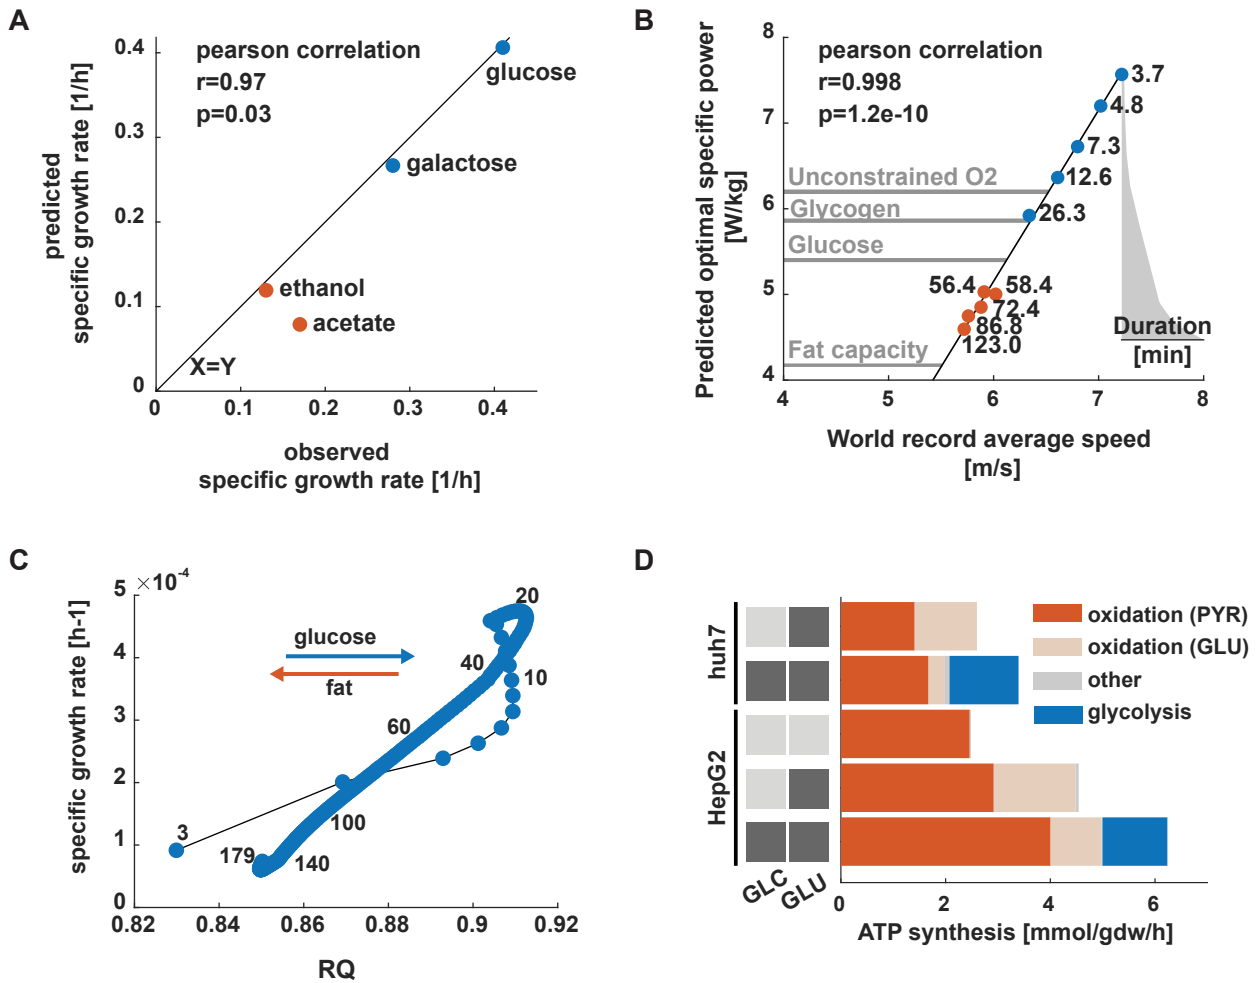 A
predicted
specific growth rate [1/h]
0.4
0.3
0.2
0.1
0
pearson correlation
r=0.97
p=0.03
glucose
galactose
ethanol
acetate
X=Y
0
0.1
0.2
0.3
0.4
observed
specific growth rate [1/h]
B
Predicted optimal specific power
[W/kg]
8
7
6
5
4
pearson correlation
r=0.998
p=1.2e-10
3.7
4.8
7.3
12.6
26.3
Unconstrained O2
Glycogen
Glucose
Fat capacity
56.4
58.4
72.4
86.8
123.0
Duration
[min]
4
5
6
7
8
World record average speed
[m/s]
C
specific growth rate [h-1]
×10-4
5
4
3
2
1
0
glucose
fat
20
40
10
60
3
100
179
140
0.82
0.84
0.86
0.88
0.9
0.92
RQ
D
huh7
HepG2
GLC
GLU
oxidation (PYR)
oxidation (GLU)
other
glycolysis
0
2
4
6
ATP synthesis [mmol/gdw/h]